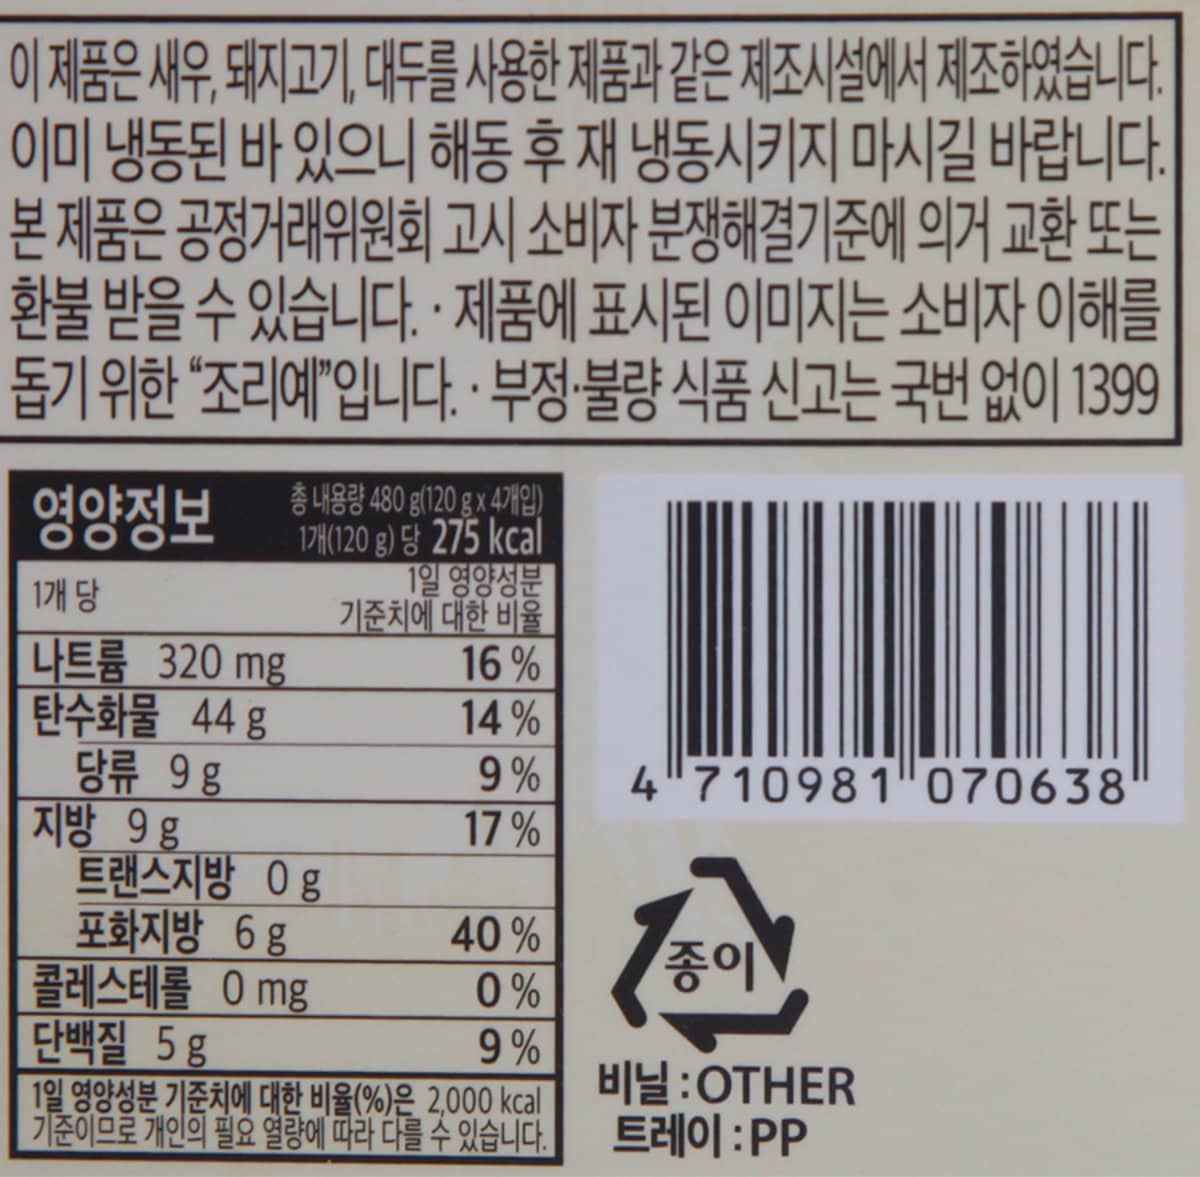 이 제품은 새우, 돼지고기, 대두를 사용한 제품과 같은 제조시설에서 제조하였습니다.
이미 냉동된 바 있으니 해동 후 재 냉동시키지 마시길 바랍니다.
본 제품은 공정거래위원회 고시 소비자 분쟁해결기준에 의거 교환 또는
환불 받을 수 있습니다. · 제품에 표시된 이미지는 소비자 이해를
돕기 위한 “조리예”입니다. · 부정·불량 식품 신고는 국번 없이 1399
영양정보
총 내용량 480 g(120 g x 4개입)
1개(120 g) 당 275 kcal
1개 당
1일 영양성분
기준치에 대한 비율
나트륨 320 mg 16 %
탄수화물 44 g 14 %
당류 9 g 9 %
지방 9 g 17 %
트랜스지방 0 g
포화지방 6 g 40 %
콜레스테롤 0 mg 0 %
단백질 5 g 9 %
1일 영양성분 기준치에 대한 비율(%)은 2,000 kcal
기준이므로 개인의 필요 열량에 따라 다를 수 있습니다.
4 710981 070638
종이
비닐 : OTHER
트레이 : PP